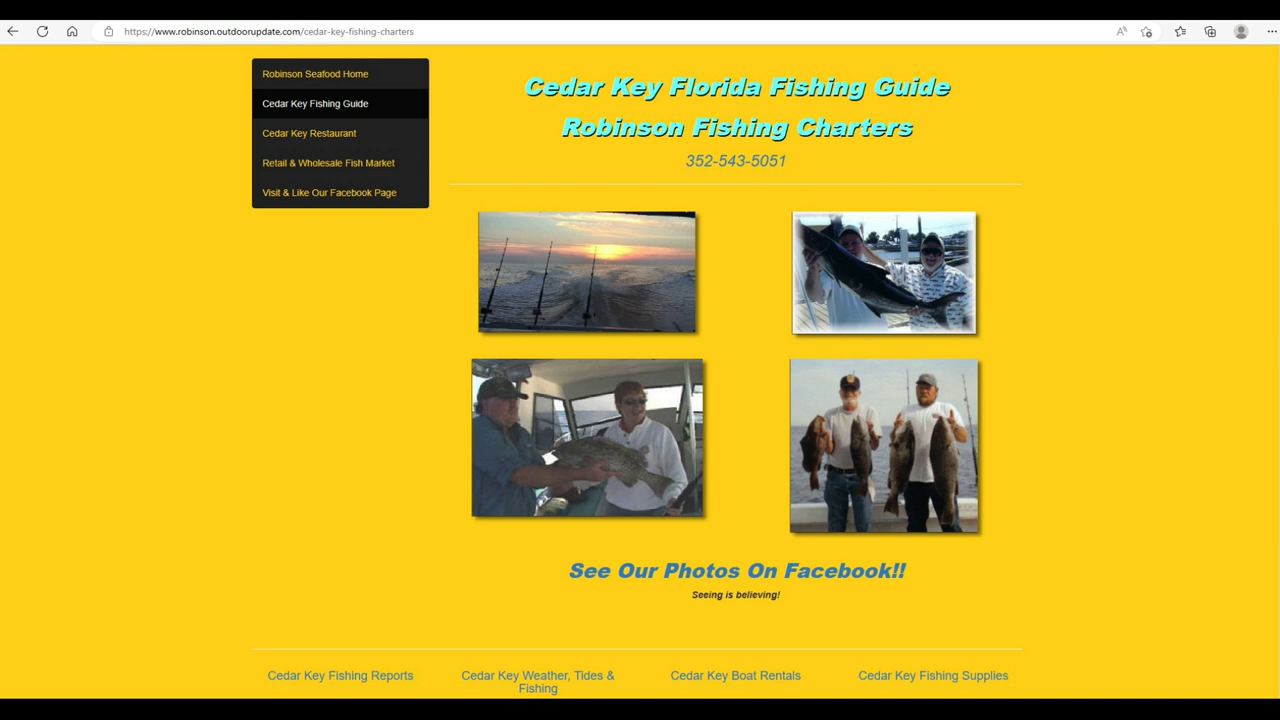 https://www.robinson.outdoorupdate.com/cedar-key-fishing-charters
Robinson Seafood Home
Cedar Key Fishing Guide
Cedar Key Restaurant
Retail & Wholesale Fish Market
Visit & Like Our Facebook Page
Cedar Key Florida Fishing Guide
Robinson Fishing Charters
352-543-5051
See Our Photos On Facebook!!
Seeing is believing!
Cedar Key Fishing Reports
Cedar Key Weather, Tides &
Fishing
Cedar Key Boat Rentals
Cedar Key Fishing Supplies